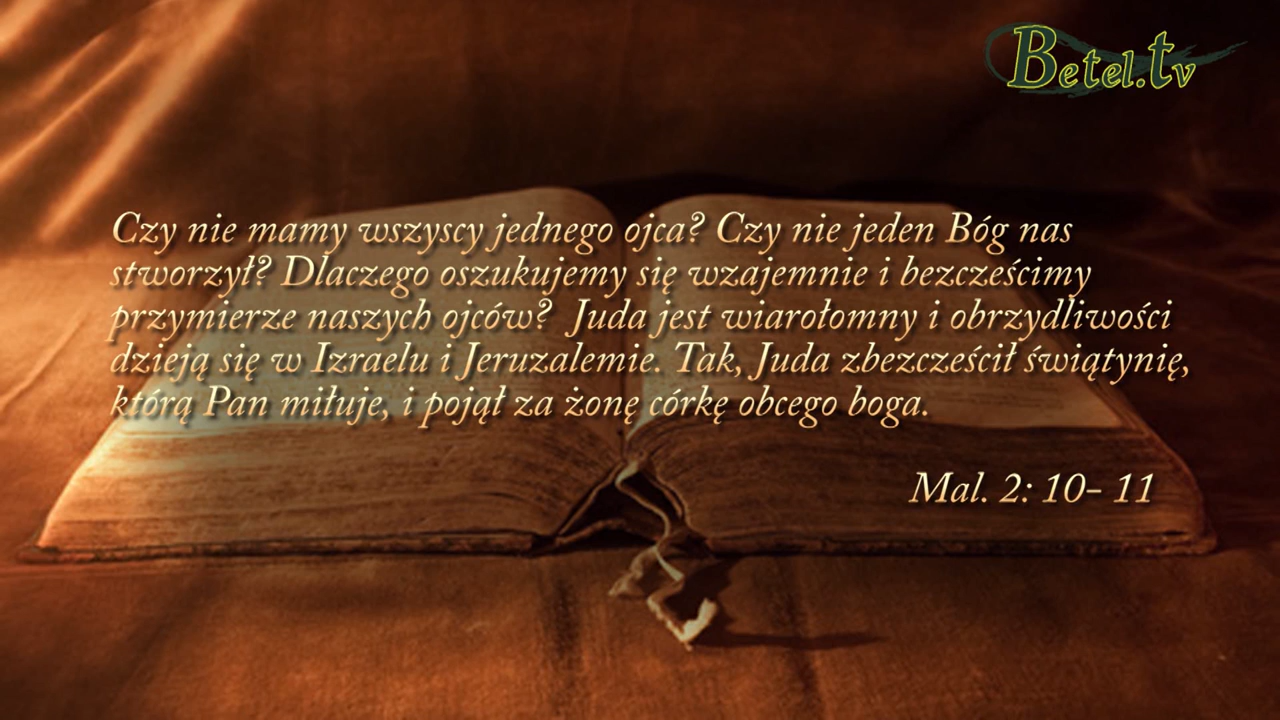 Betel.tv
Czy nie mamy wszyscy jednego ojca? Czy nie jeden Bóg nas
stworzył? Dlaczego oszukujemy się wzajemnie i bezcześcimy
przymierze naszych ojców?  Juda jest wiarołomny i obrzydliwości
dzieją się w Izraelu i Jeruzalemie. Tak, Juda zbezcześcił świątynię,
którą Pan miłuje, i pojął za żonę córkę obcego boga.
Mal. 2: 10- 11